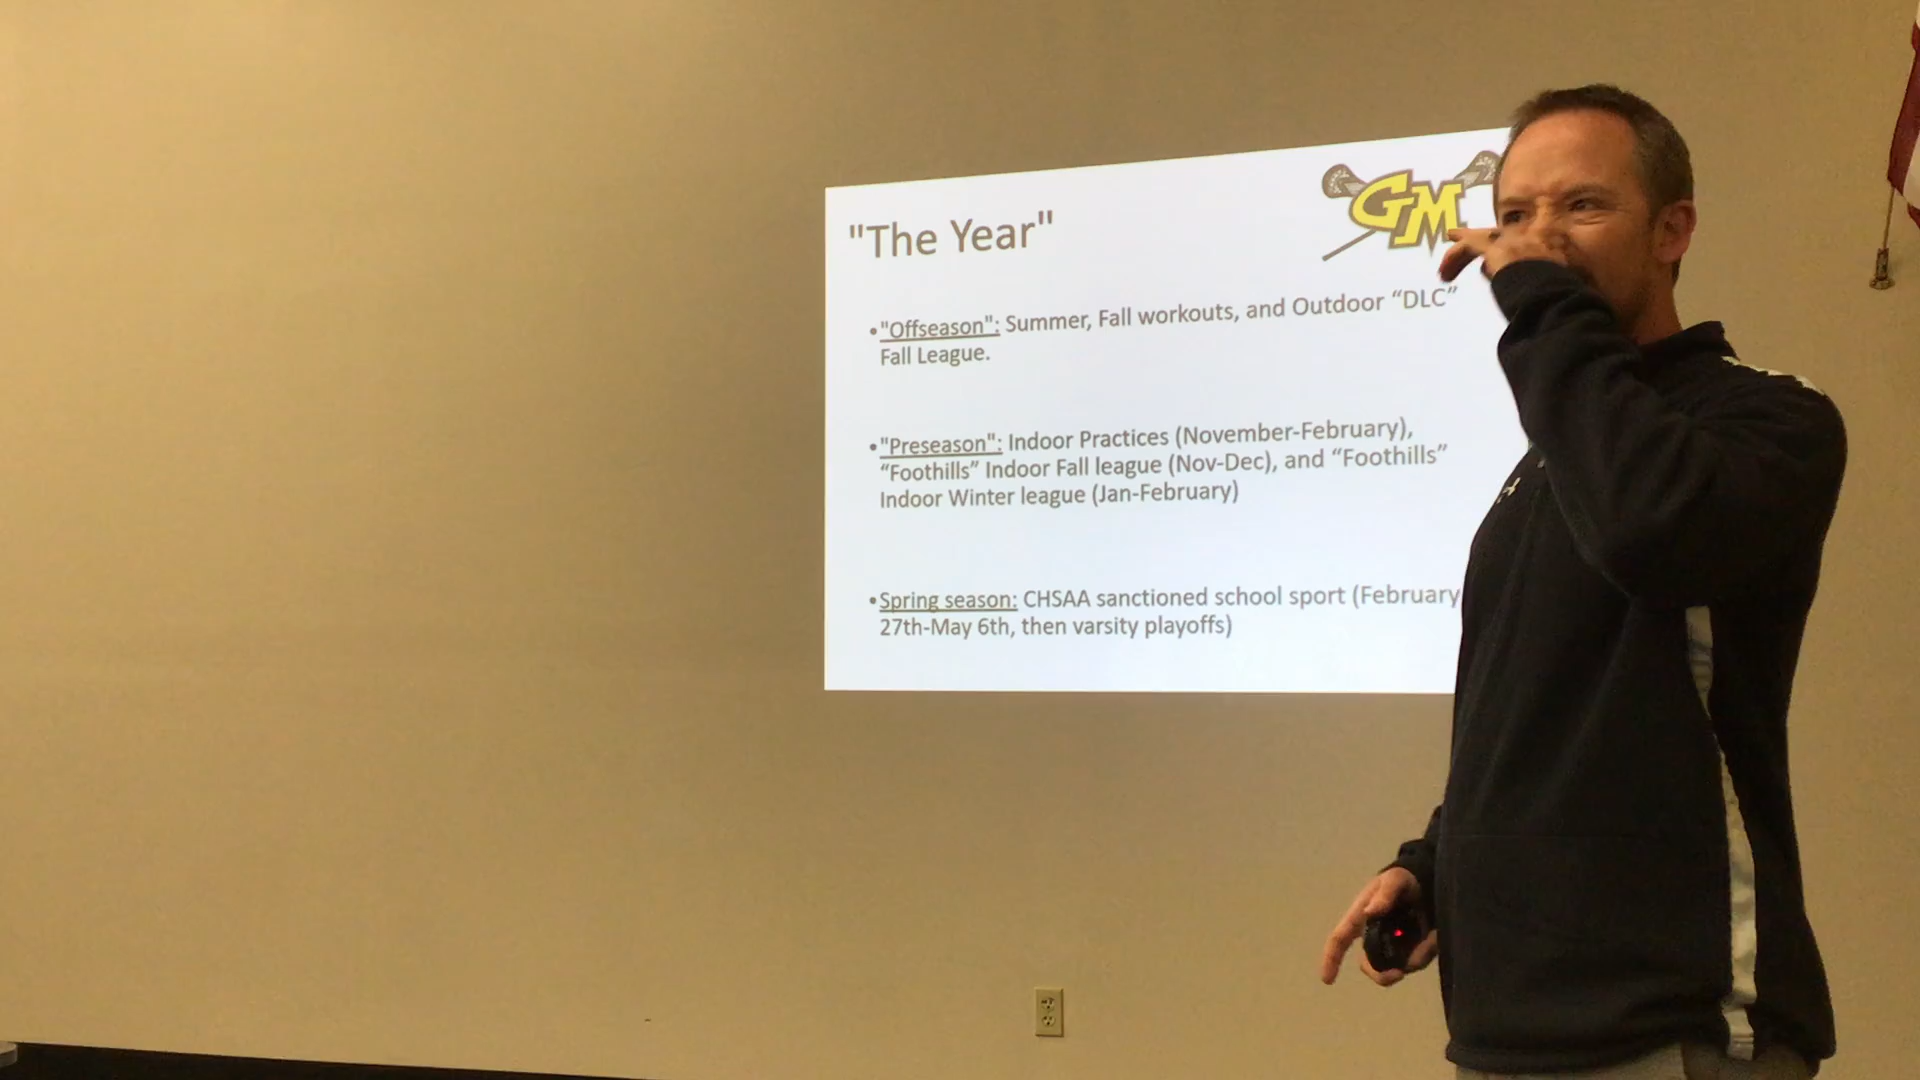 GM
"The Year"
•"Offseason": Summer, Fall workouts, and Outdoor “DLC”
Fall League.
•"Preseason": Indoor Practices (November-February),
“Foothills” Indoor Fall league (Nov-Dec), and “Foothills”
Indoor Winter league (Jan-February)
•Spring season: CHSAA sanctioned school sport (February
27th-May 6th, then varsity playoffs)